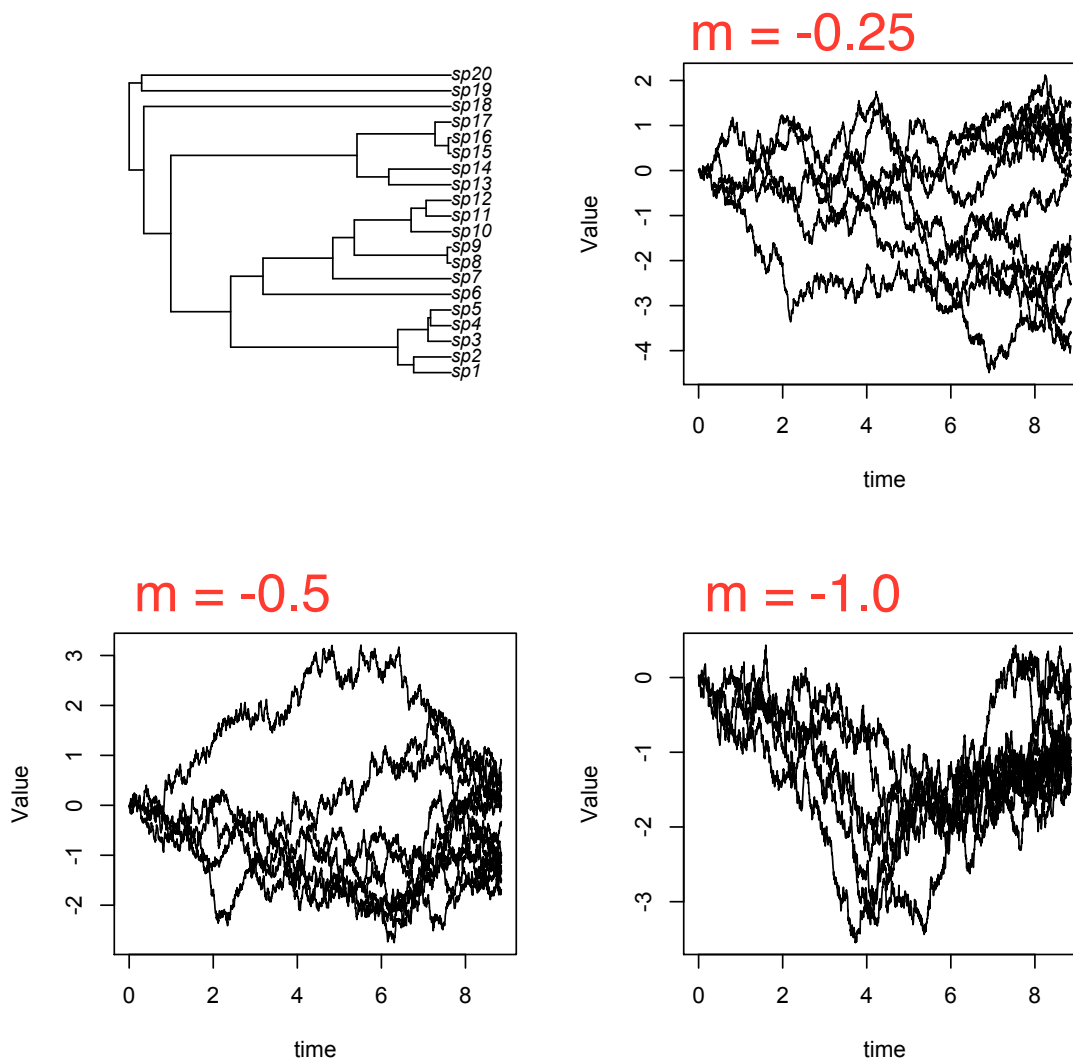 sp20
sp19
sp18
sp17
sp16
sp15
sp14
sp13
sp12
sp11
sp10
sp9
sp8
sp7
sp6
sp5
sp4
sp3
sp2
sp1
m = -0.25
Value
2
1
0
-1
-2
-3
-4
0 2 4 6 8
time
m = -0.5
Value
3
2
1
0
-1
-2
0 2 4 6 8
time
m = -1.0
Value
0
-1
-2
-3
0 2 4 6 8
time